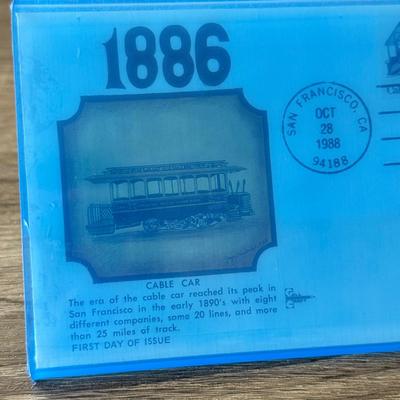 1886
SAN FRANCISCO, CA
OCT
28
1988
94188
CABLE CAR
The era of the cable car reached its peak in
San Francisco in the early 1890's with eight
different companies, some 20 lines, and more
than 25 miles of track.
FIRST DAY OF ISSUE